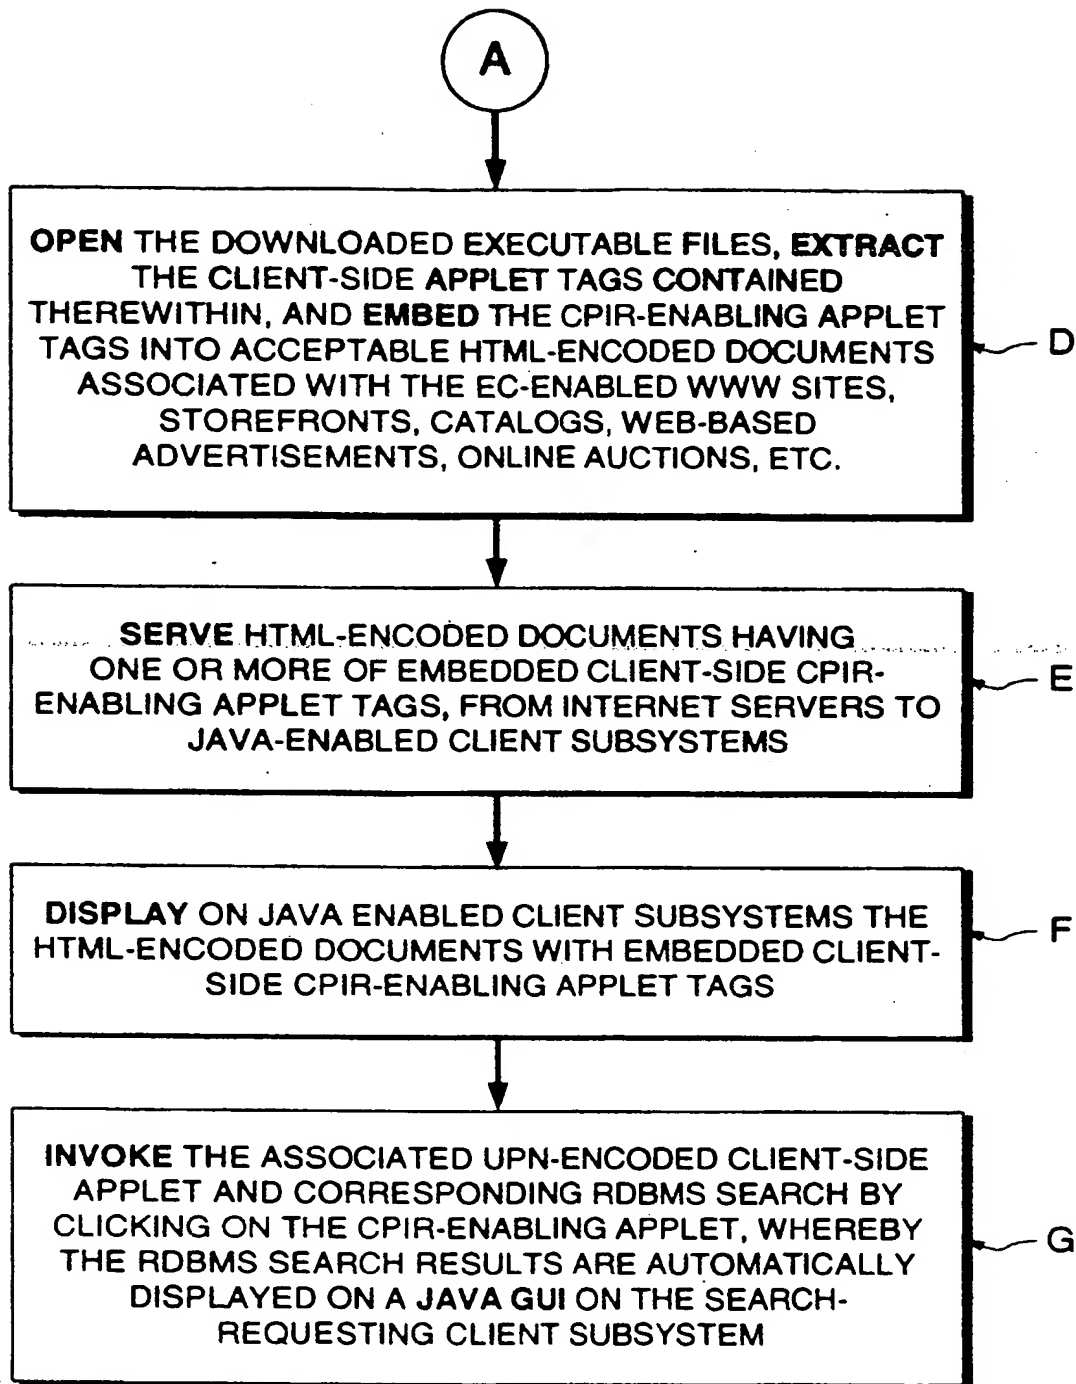 A
OPEN THE DOWNLOADED EXECUTABLE FILES, EXTRACT
THE CLIENT-SIDE APPLET TAGS CONTAINED
THEREWITHIN, AND EMBED THE CPIR-ENABLING APPLET
TAGS INTO ACCEPTABLE HTML-ENCODED DOCUMENTS
ASSOCIATED WITH THE EC-ENABLED WWW SITES,
STOREFRONTS, CATALOGS, WEB-BASED
ADVERTISEMENTS, ONLINE AUCTIONS, ETC.
D
SERVE HTML-ENCODED DOCUMENTS HAVING
ONE OR MORE OF EMBEDDED CLIENT-SIDE CPIR-
ENABLING APPLET TAGS, FROM INTERNET SERVERS TO
JAVA-ENABLED CLIENT SUBSYSTEMS
E
DISPLAY ON JAVA ENABLED CLIENT SUBSYSTEMS THE
HTML-ENCODED DOCUMENTS WITH EMBEDDED CLIENT-
SIDE CPIR-ENABLING APPLET TAGS
F
INVOKE THE ASSOCIATED UPN-ENCODED CLIENT-SIDE
APPLET AND CORRESPONDING RDBMS SEARCH BY
CLICKING ON THE CPIR-ENABLING APPLET, WHEREBY
THE RDBMS SEARCH RESULTS ARE AUTOMATICALLY
DISPLAYED ON A JAVA GUI ON THE SEARCH-
REQUESTING CLIENT SUBSYSTEM
G